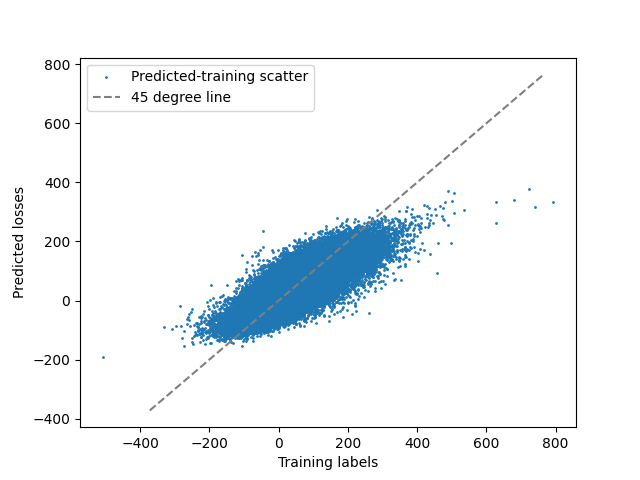 Predicted-training scatter
45 degree line
800
600
400
200
0
−200
−400
Predicted losses
−400 −200 0 200 400 600 800
Training labels